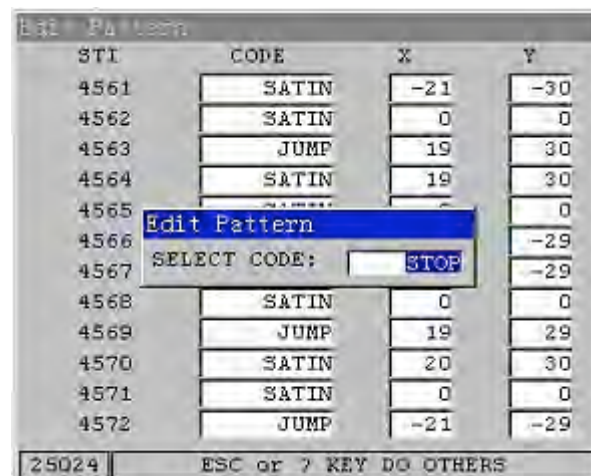 Edit Pattern
STI CODE X Y
4561 SATIN -21 -30
4562 SATIN 0 0
4563 JUMP 19 30
4564 SATIN 19 30
4565 0
Edit Pattern
4566 -29
SELECT CODE: STOP
4567 -29
4568 SATIN 0 0
4569 JUMP 19 29
4570 SATIN 20 30
4571 SATIN 0 0
4572 JUMP -21 -29
25024 ESC or ? KEY DO OTHERS